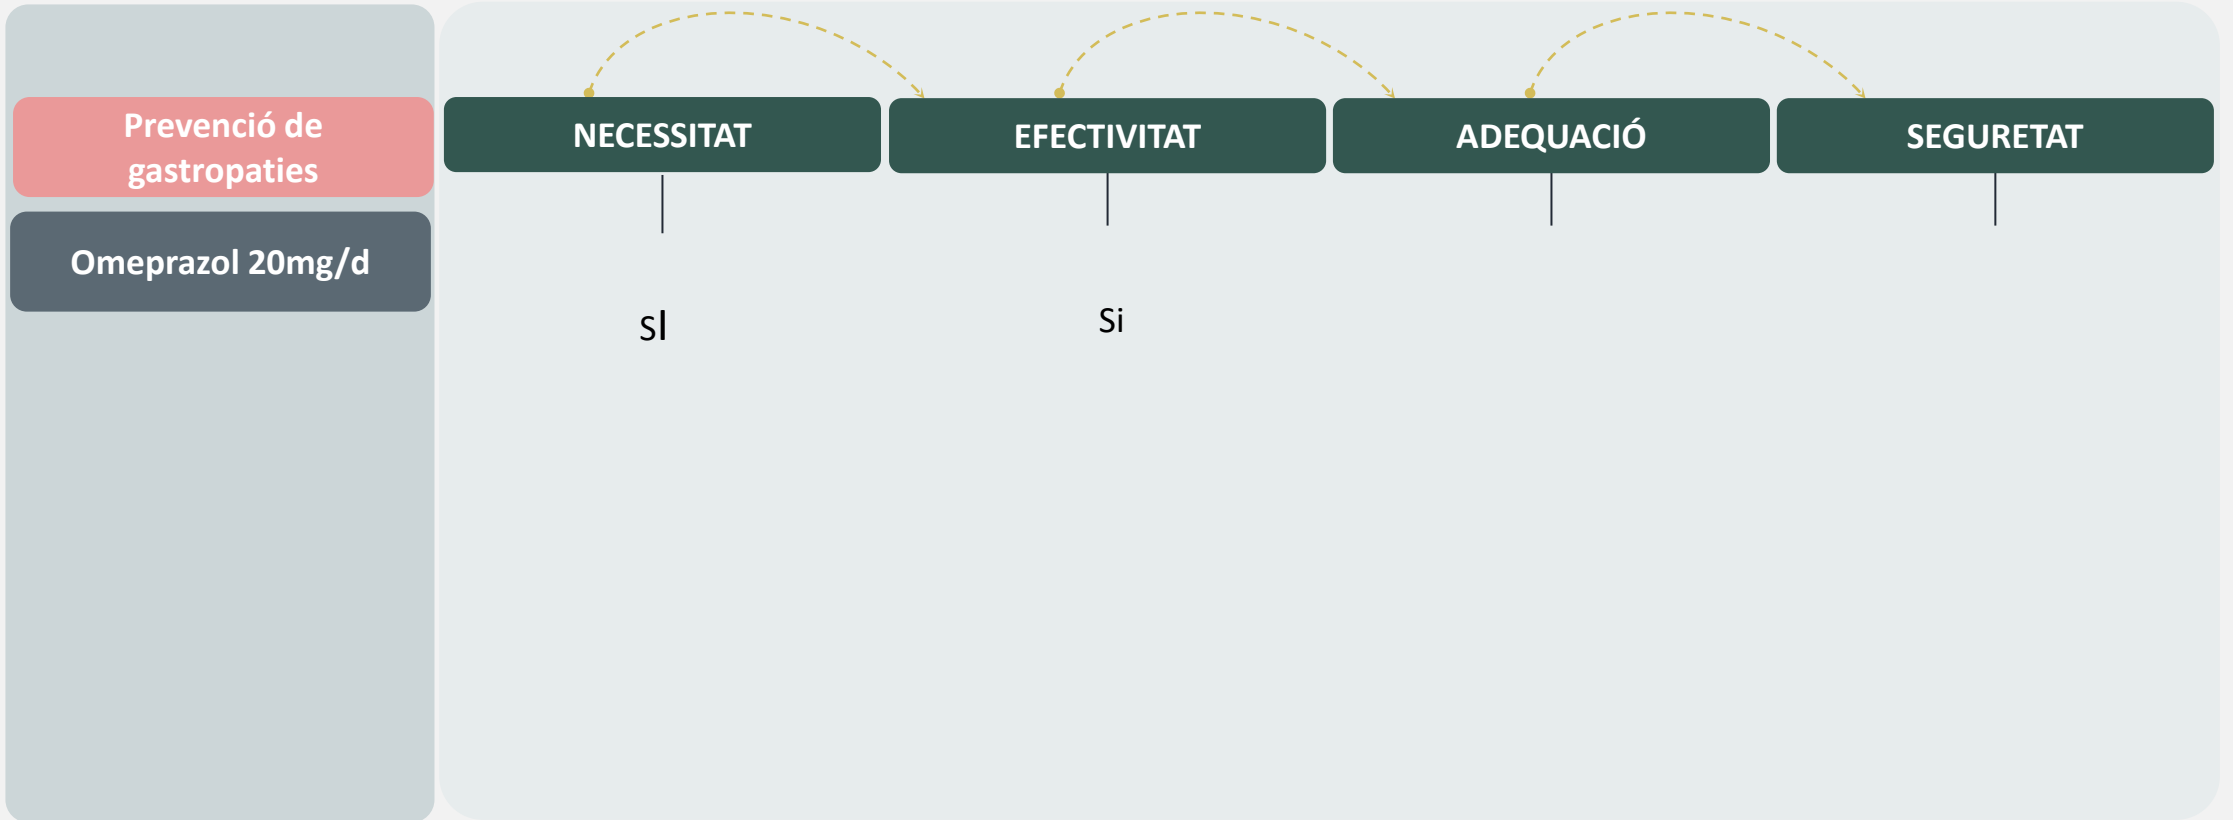 Prevenció de
gastropaties
Omeprazol 20mg/d
NECESSITAT
EFECTIVITAT
ADEQUACIÓ
SEGURETAT
sI
Si